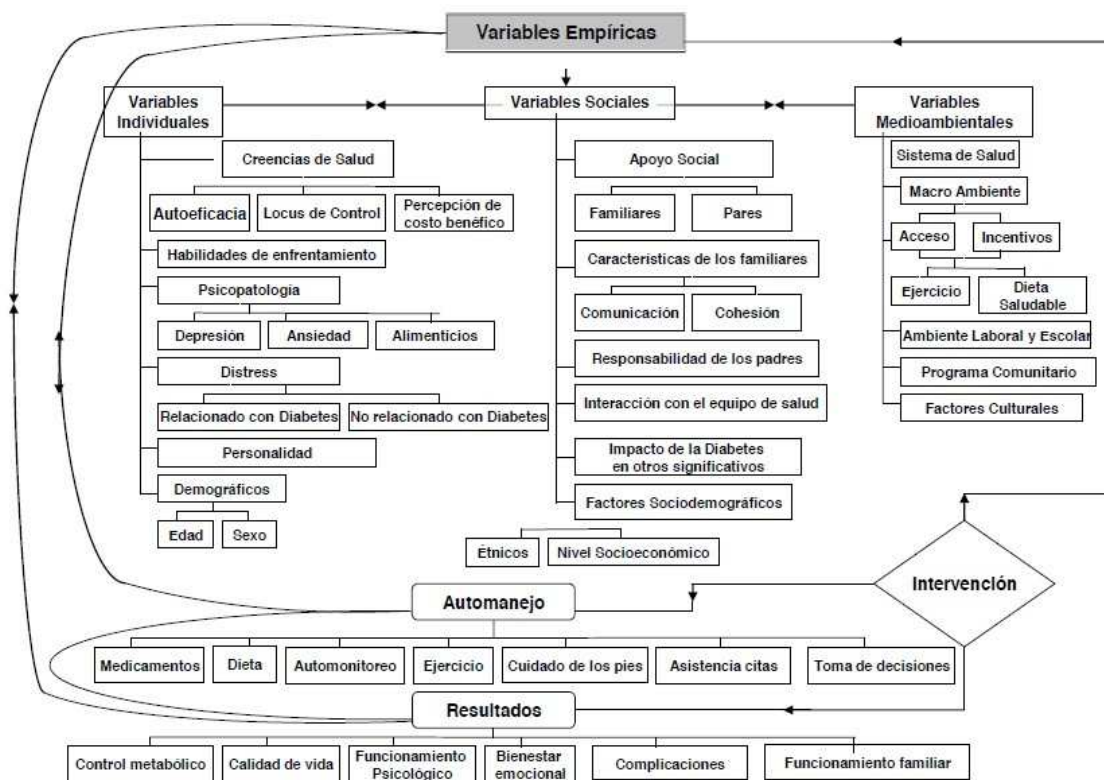 Variables Empíricas
Variables
Individuales
Variables Sociales
Variables
Medioambientales
Creencias de Salud
Autoeficacia
Locus de Control
Percepción de
costo benéfico
Habilidades de enfrentamiento
Psicopatología
Depresión
Ansiedad
Alimenticios
Distress
Relacionado con Diabetes
No relacionado con Diabetes
Personalidad
Demográficos
Edad
Sexo
Apoyo Social
Familiares
Pares
Características de los familiares
Comunicación
Cohesión
Responsabilidad de los padres
Interacción con el equipo de salud
Impacto de la Diabetes
en otros significativos
Factores Sociodemográficos
Étnicos
Nivel Socioeconómico
Sistema de Salud
Macro Ambiente
Acceso
Incentivos
Ejercicio
Dieta
Saludable
Ambiente Laboral y Escolar
Programa Comunitario
Factores Culturales
Intervención
Automanejo
Medicamentos
Dieta
Automonitoreo
Ejercicio
Cuidado de los pies
Asistencia citas
Toma de decisiones
Resultados
Control metabólico
Calidad de vida
Funcionamiento
Psicológico
Bienestar
emocional
Complicaciones
Funcionamiento familiar